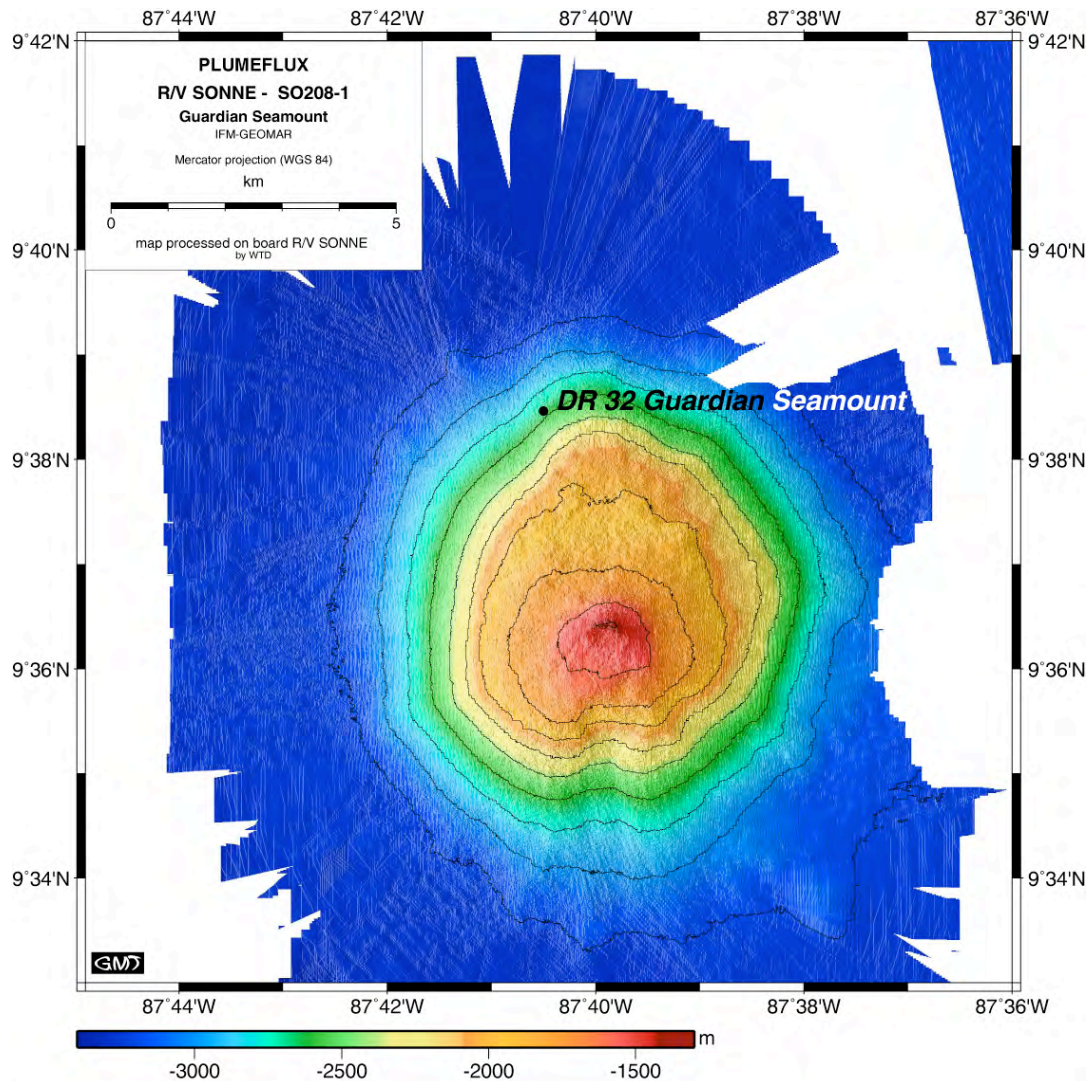 87˚44'W 87˚42'W 87˚40'W 87˚38'W 87˚36'W
9˚42'N 9˚42'N
PLUMEFLUX
R/V SONNE - SO208-1
Guardian Seamount
IFM-GEOMAR
Mercator projection (WGS 84)
km
0 5
map processed on board R/V SONNE
by WTD
9˚40'N 9˚40'N
DR 32 Guardian Seamount
9˚38'N 9˚38'N
9˚36'N 9˚36'N
9˚34'N 9˚34'N
GMT
87˚44'W 87˚42'W 87˚40'W 87˚38'W 87˚36'W
m
-3000 -2500 -2000 -1500